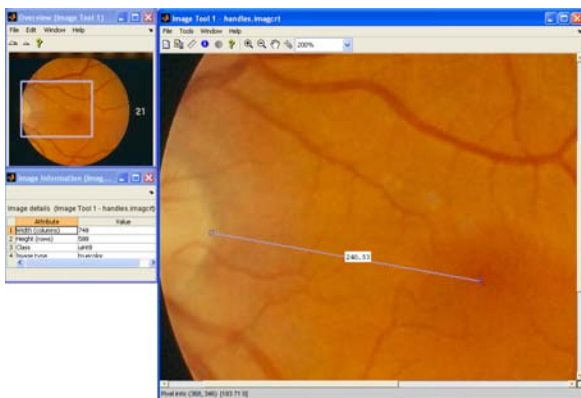 Overview (Image Tool 1)
File Edit Window Help
21
Image Information (Imag...
Image details (Image Tool 1 - handles.imagcrt)
Attribute Value
1 Width (columns) 748
2 Height (rows) 500
3 Class uint8
4 Image type truecolor
Image Tool 1 - handles.imagcrt
File Tools Window Help
200%
240.53
Pixel info: (368, 346) [183 71 0]